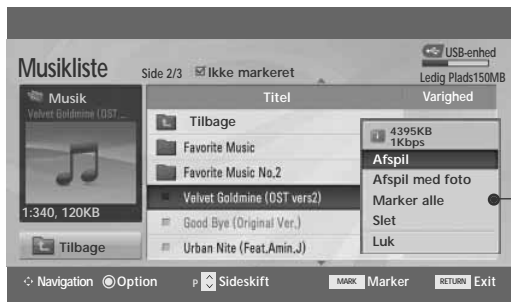 USB-enhed
Musikliste
Side 2/3 Ikke markeret
Ledig Plads150MB
Musik
Velvet Goldmine (OST....
Titel
Varighed
Tilbage
Favorite Music
Favorite Music No,2
Velvet Goldmine (OST vers2)
Good Bye (Original Ver,)
Urban Nite (Feat,Amin,J)
4395KB
1Kbps
Afspil
Afspil med foto
Marker alle
Slet
Luk
1:340, 120KB
Tilbage
Navigation Option P Sideskift MARK Marker RETURN Exit